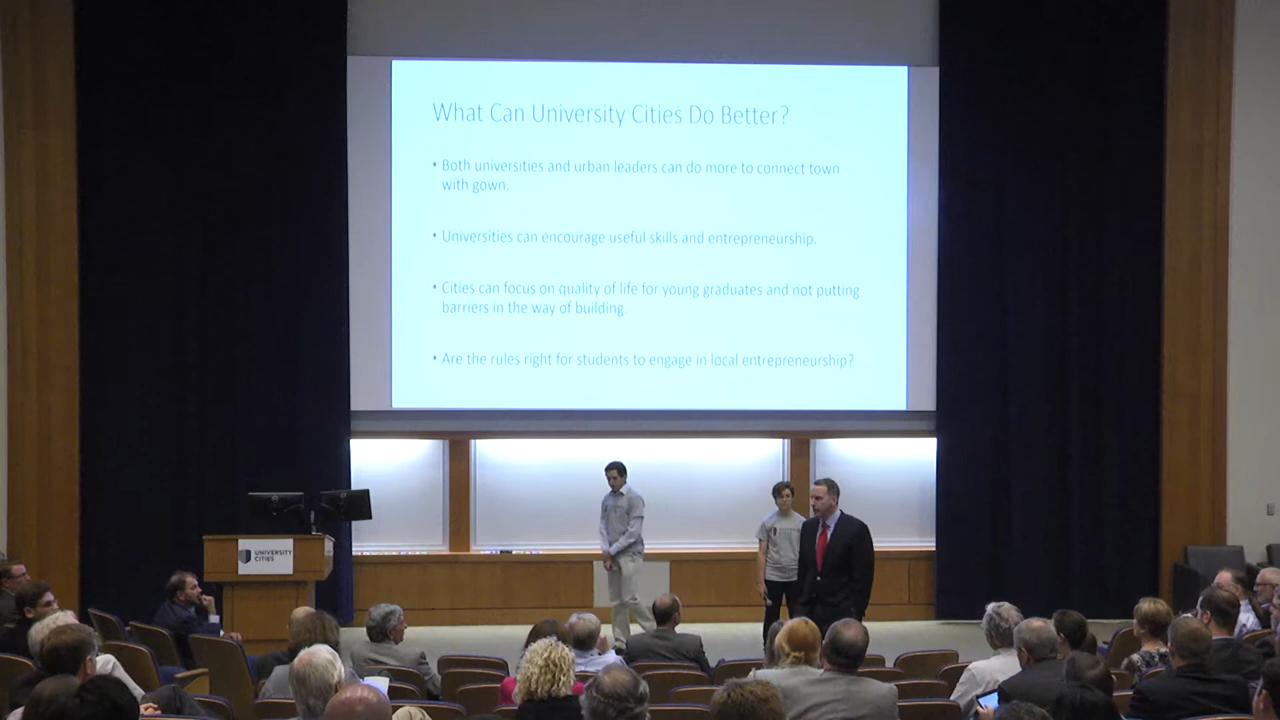 What Can University Cities Do Better?
• Both universities and urban leaders can do more to connect town
with gown.
• Universities can encourage useful skills and entrepreneurship.
• Cities can focus on quality of life for young graduates and not putting
barriers in the way of building.
• Are the rules right for students to engage in local entrepreneurship?
UNIVERSITY
CITIES